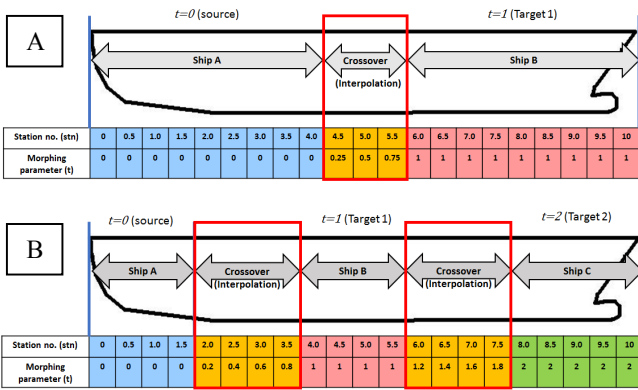 t=0 (source) t=1 (Target 1)
A
Ship A Crossover Ship B
(Interpolation)
Station no. (stn) 0 0.5 1.0 1.5 2.0 2.5 3.0 3.5 4.0 4.5 5.0 5.5 6.0 6.5 7.0 7.5 8.0 8.5 9.0 9.5 10
Morphing parameter (t) 0 0 0 0 0 0 0 0 0 0.25 0.5 0.75 1 1 1 1 1 1 1 1 1
t=0 (source) t=1 (Target 1) t=2 (Target 2)
B
Ship A Crossover Ship B Crossover Ship C
(Interpolation) (Interpolation)
Station no. (stn) 0 0.5 1.0 1.5 2.0 2.5 3.0 3.5 4.0 4.5 5.0 5.5 6.0 6.5 7.0 7.5 8.0 8.5 9.0 9.5 10
Morphing parameter (t) 0 0 0 0 0.2 0.4 0.6 0.8 1 1 1 1 1.2 1.4 1.6 1.8 2 2 2 2 2